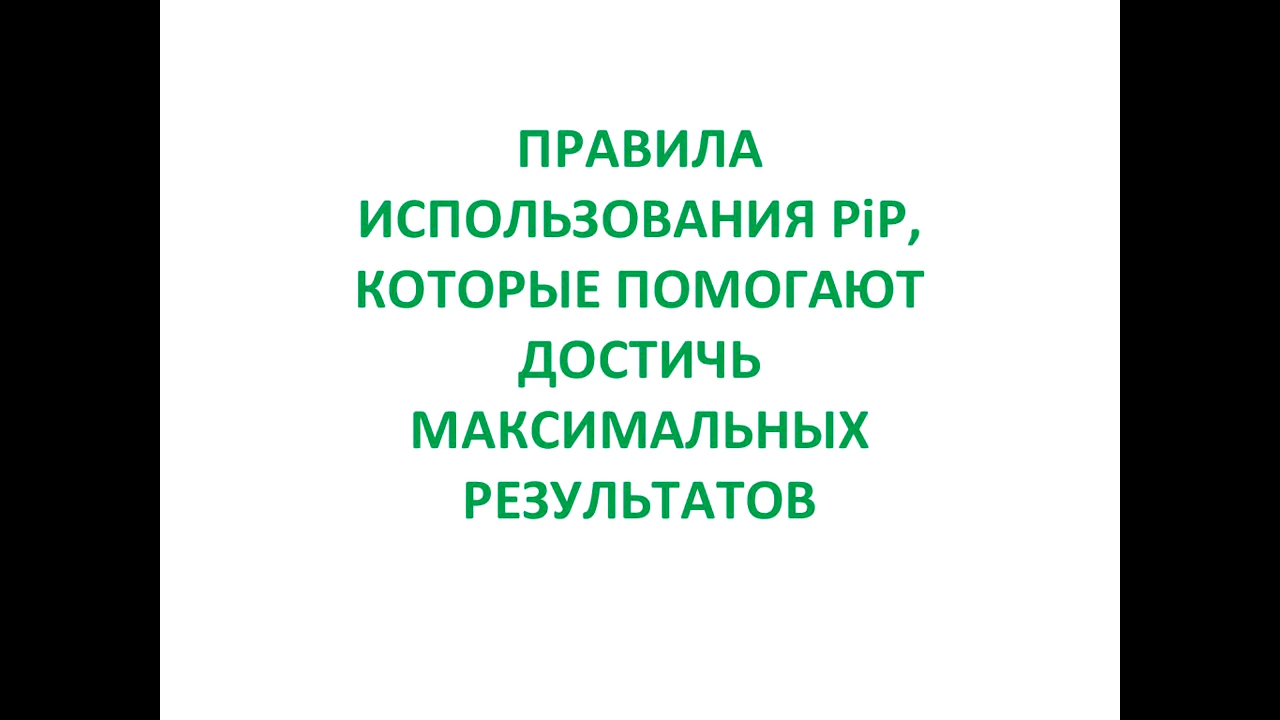 ПРАВИЛА
ИСПОЛЬЗОВАНИЯ PiP,
КОТОРЫЕ ПОМОГАЮТ
ДОСТИЧЬ
МАКСИМАЛЬНЫХ
РЕЗУЛЬТАТОВ